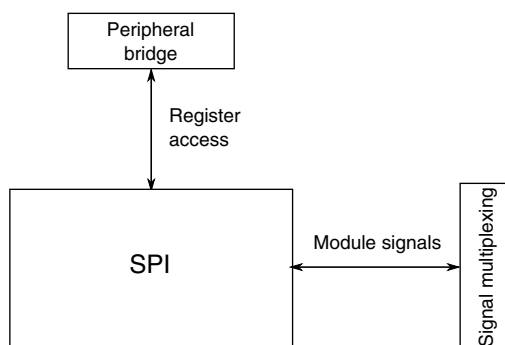 Peripheral
bridge
Register
access
SPI
Module signals
Signal multiplexing